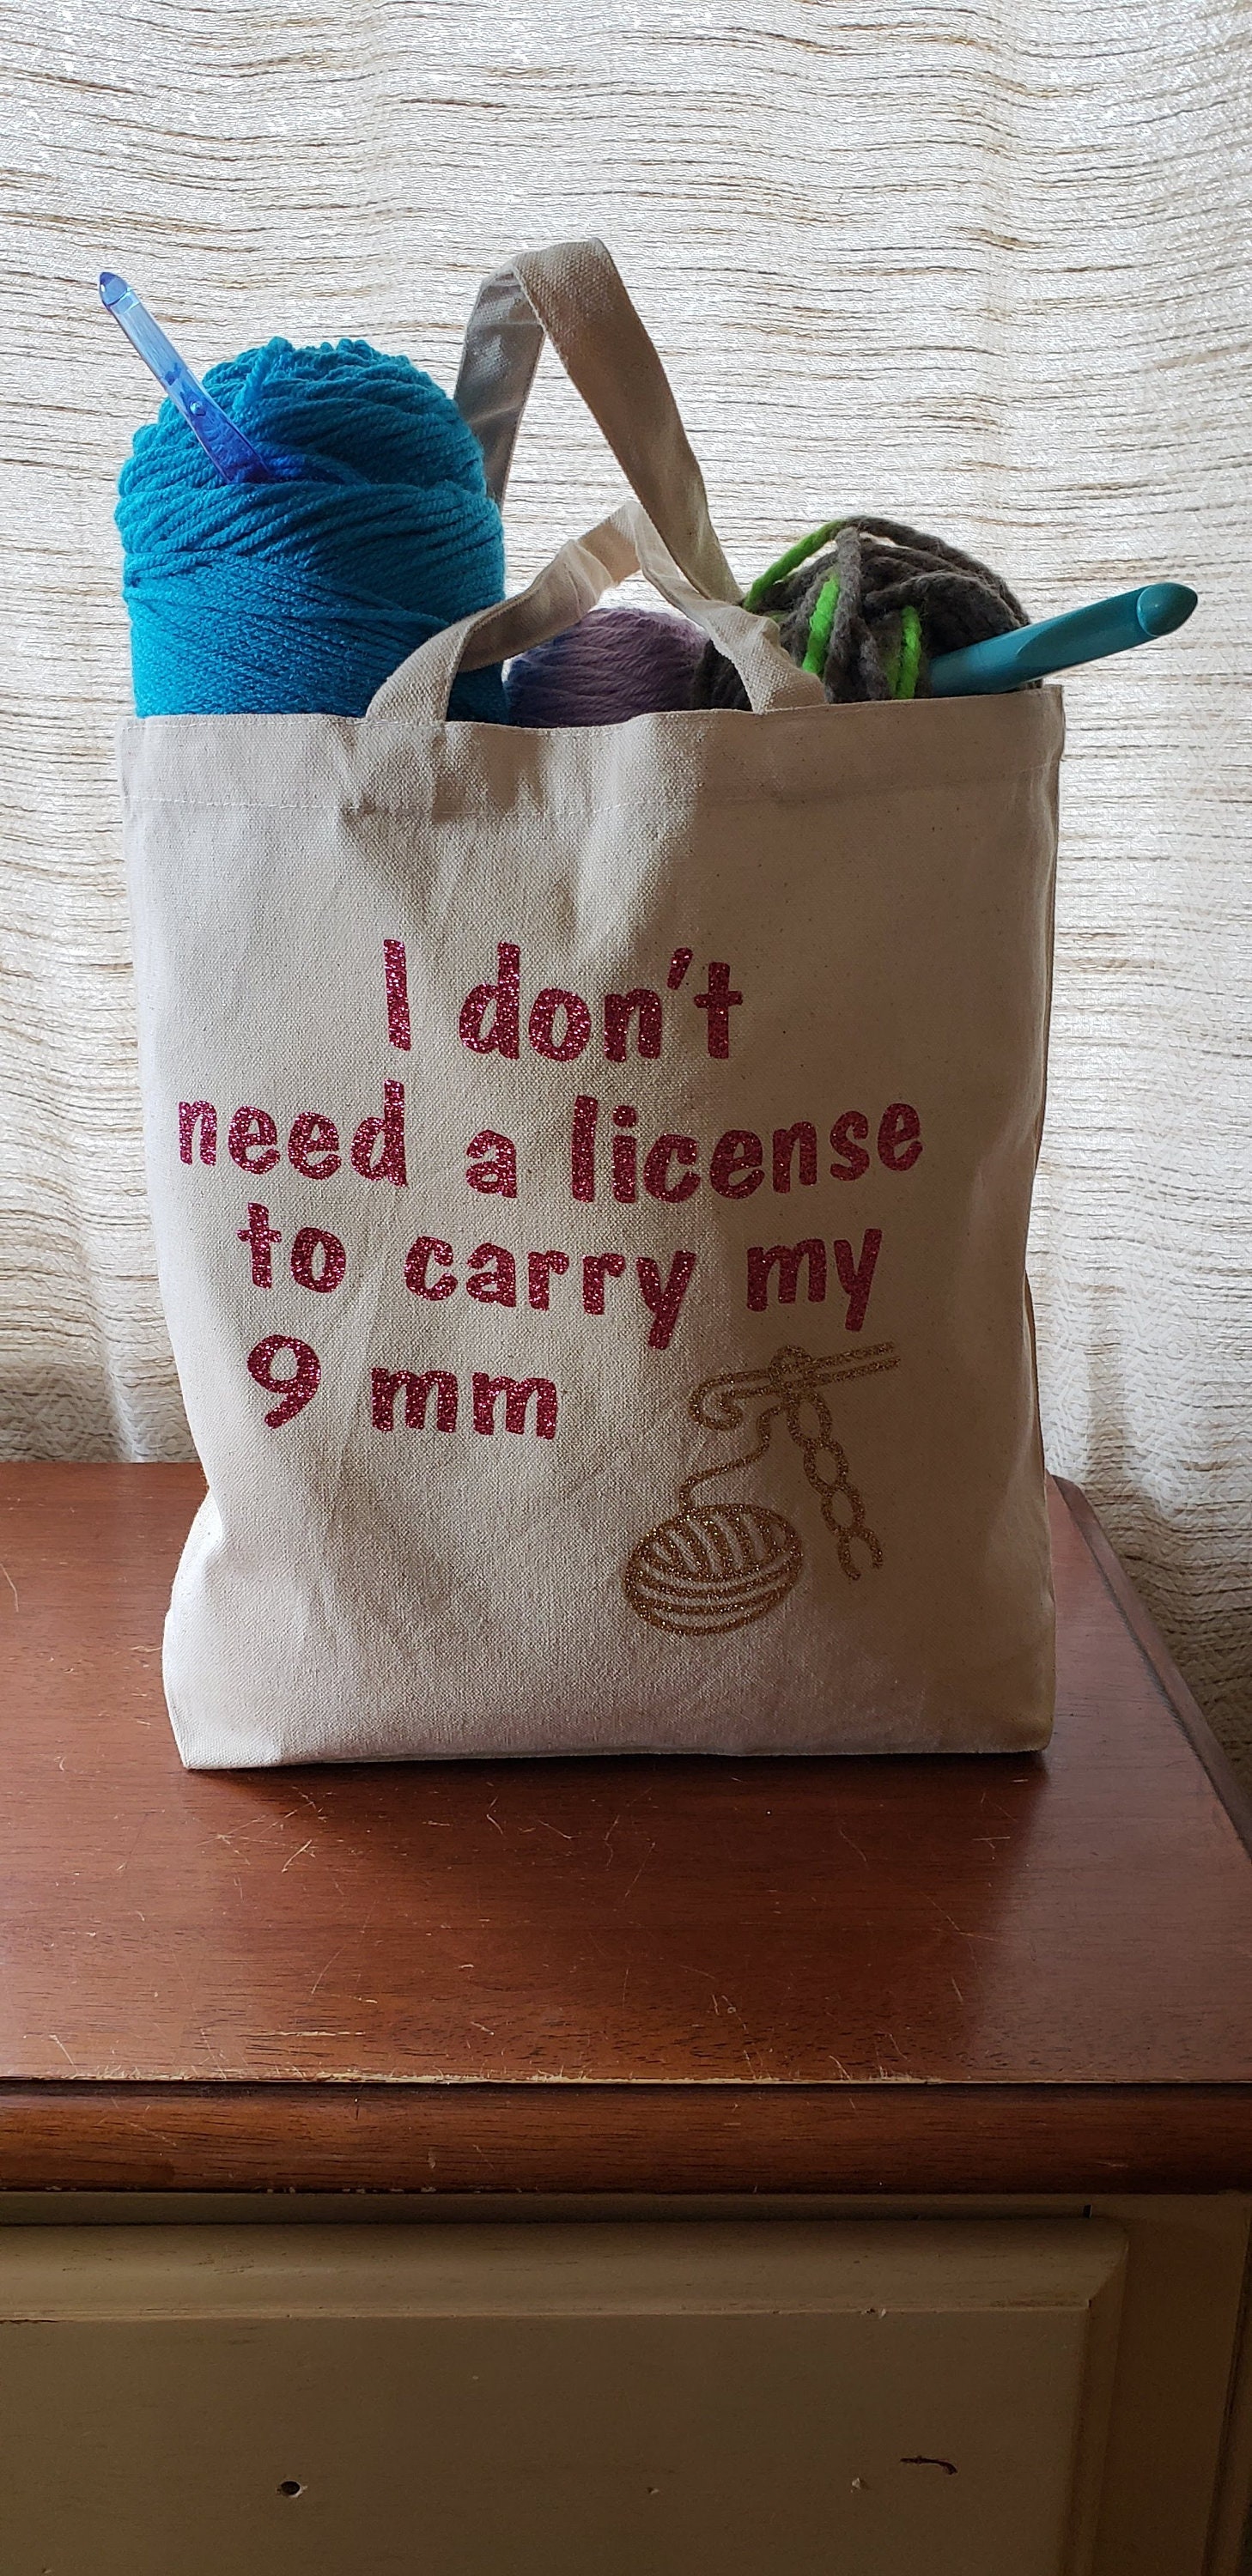 I don't
need a license
to carry my
9 mm